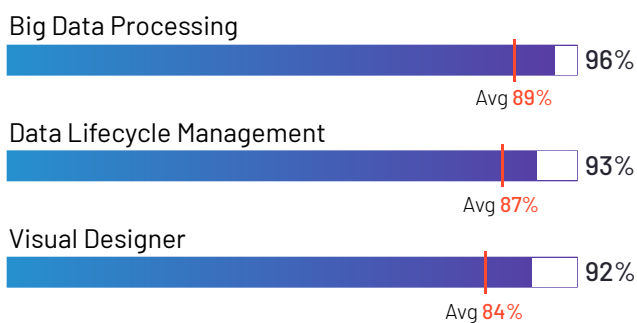 Big Data Processing
96%
Avg 89%
Data Lifecycle Management
93%
Avg 87%
Visual Designer
92%
Avg 84%